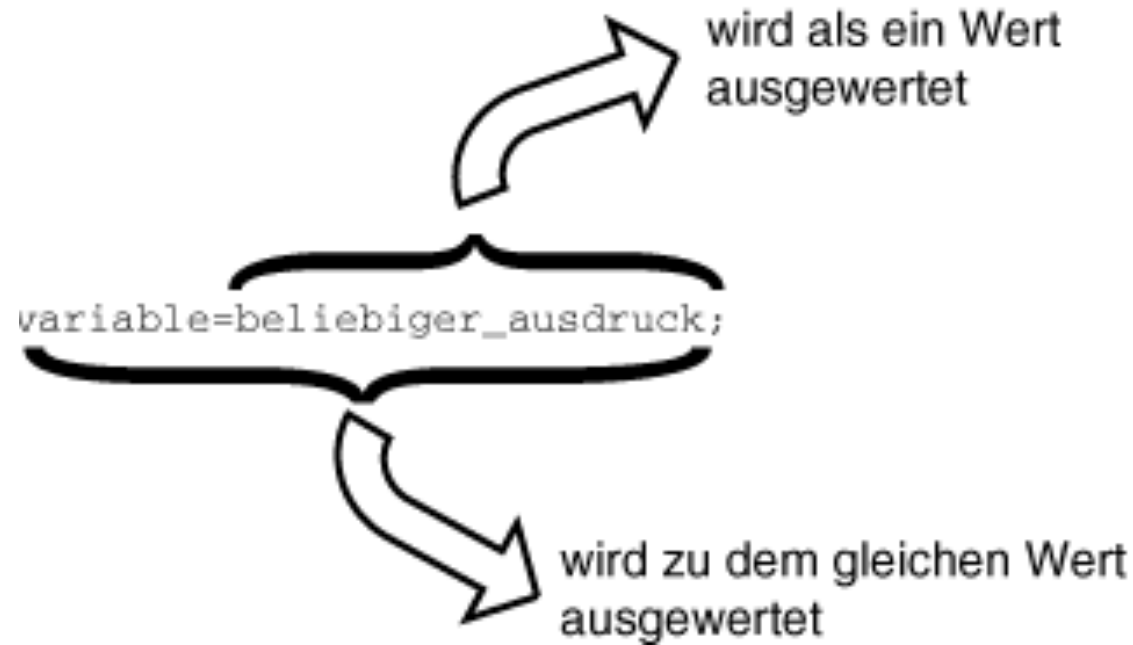 wird als ein Wert
ausgewertet
variable=beliebiger_ausdruck;
wird zu dem gleichen Wert
ausgewertet